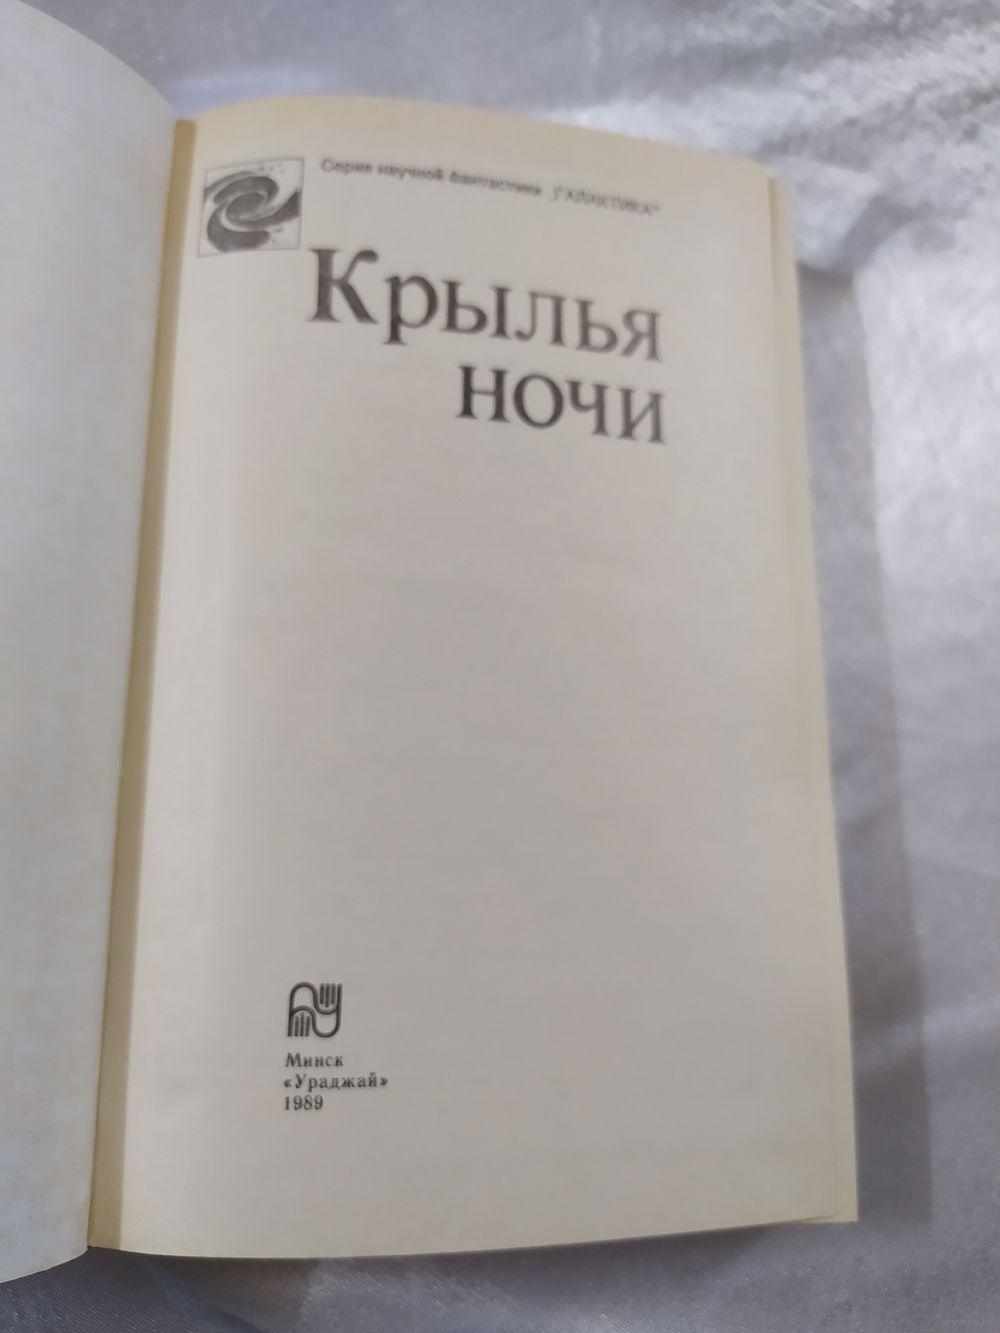 Серия научной фантастики „ГАЛАКТИКА"
Крылья
ночи
Минск
«Ураджай»
1989